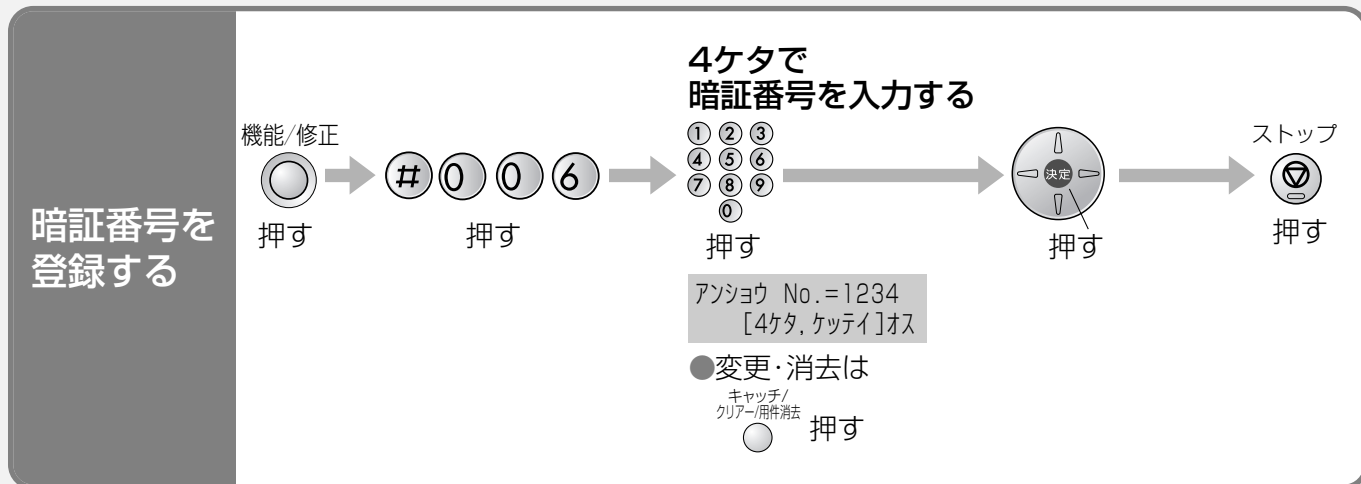 暗証番号を
登録する
機能/修正
押す
#006
押す
4ケタで
暗証番号を入力する
1 2 3
4 5 6
7 8 9
0
押す
ｱﾝｼｮｳ No.=1234
[4ｹﾀ,ｹｯﾃｲ]ｵｽ
●変更・消去は
キャッチ/
クリアー/用件消去
押す
決定
押す
ストップ
押す